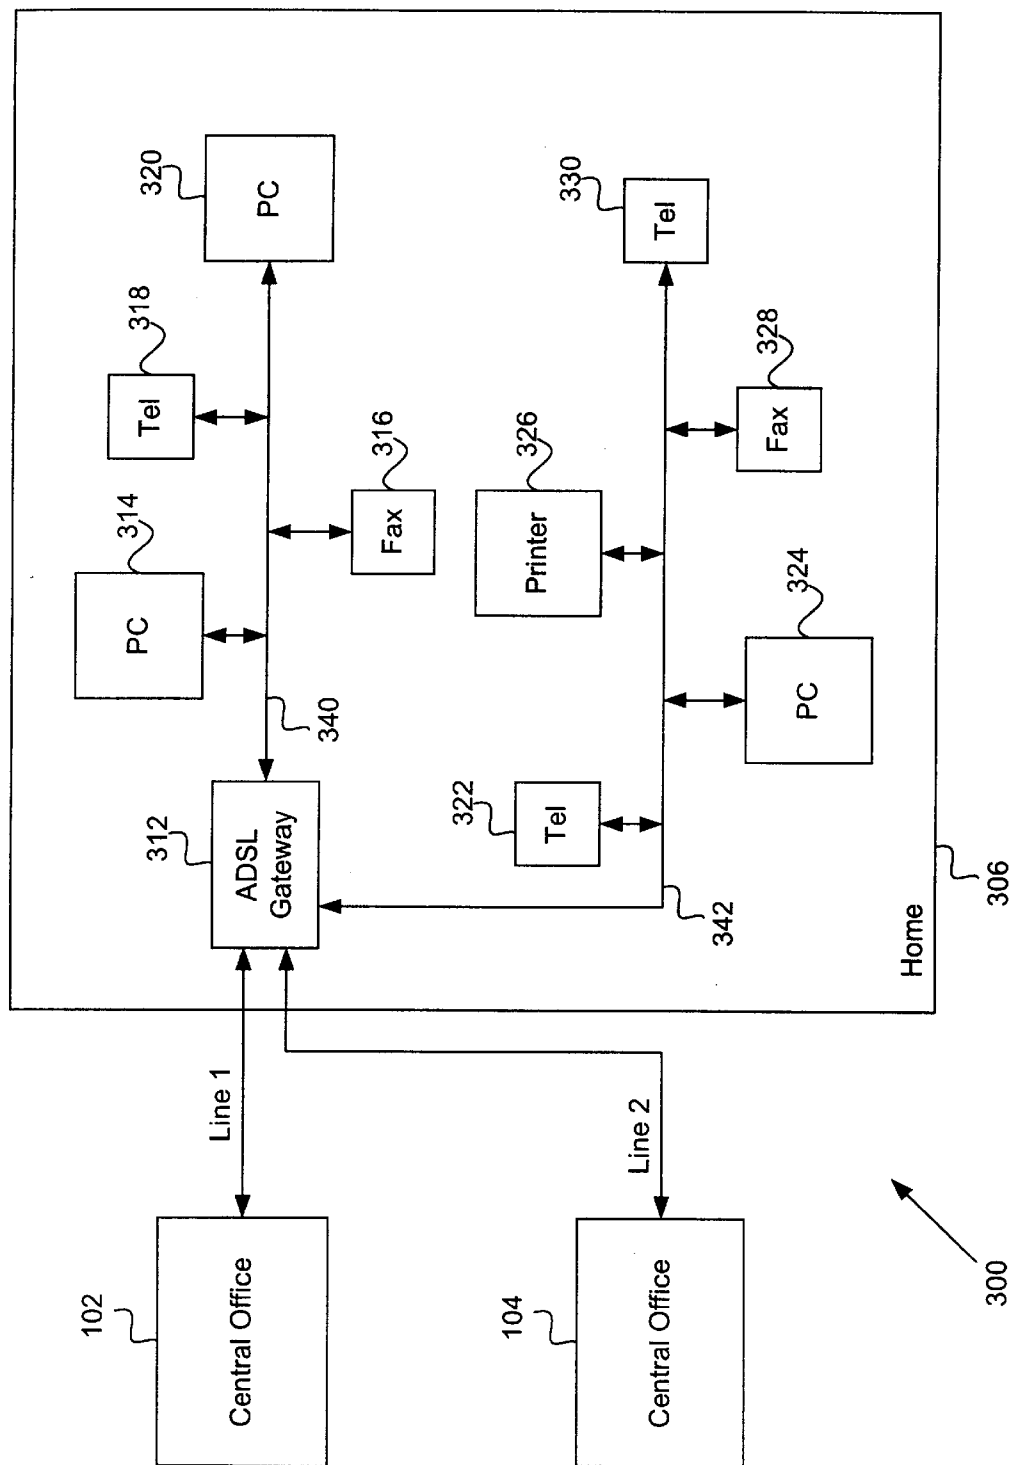 102
Central Office
104
Central Office
Line 1
Line 2
300
312
ADSL
Gateway
340
314
PC
316
Fax
318
Tel
320
PC
322
Tel
342
324
PC
326
Printer
328
Fax
330
Tel
Home
306